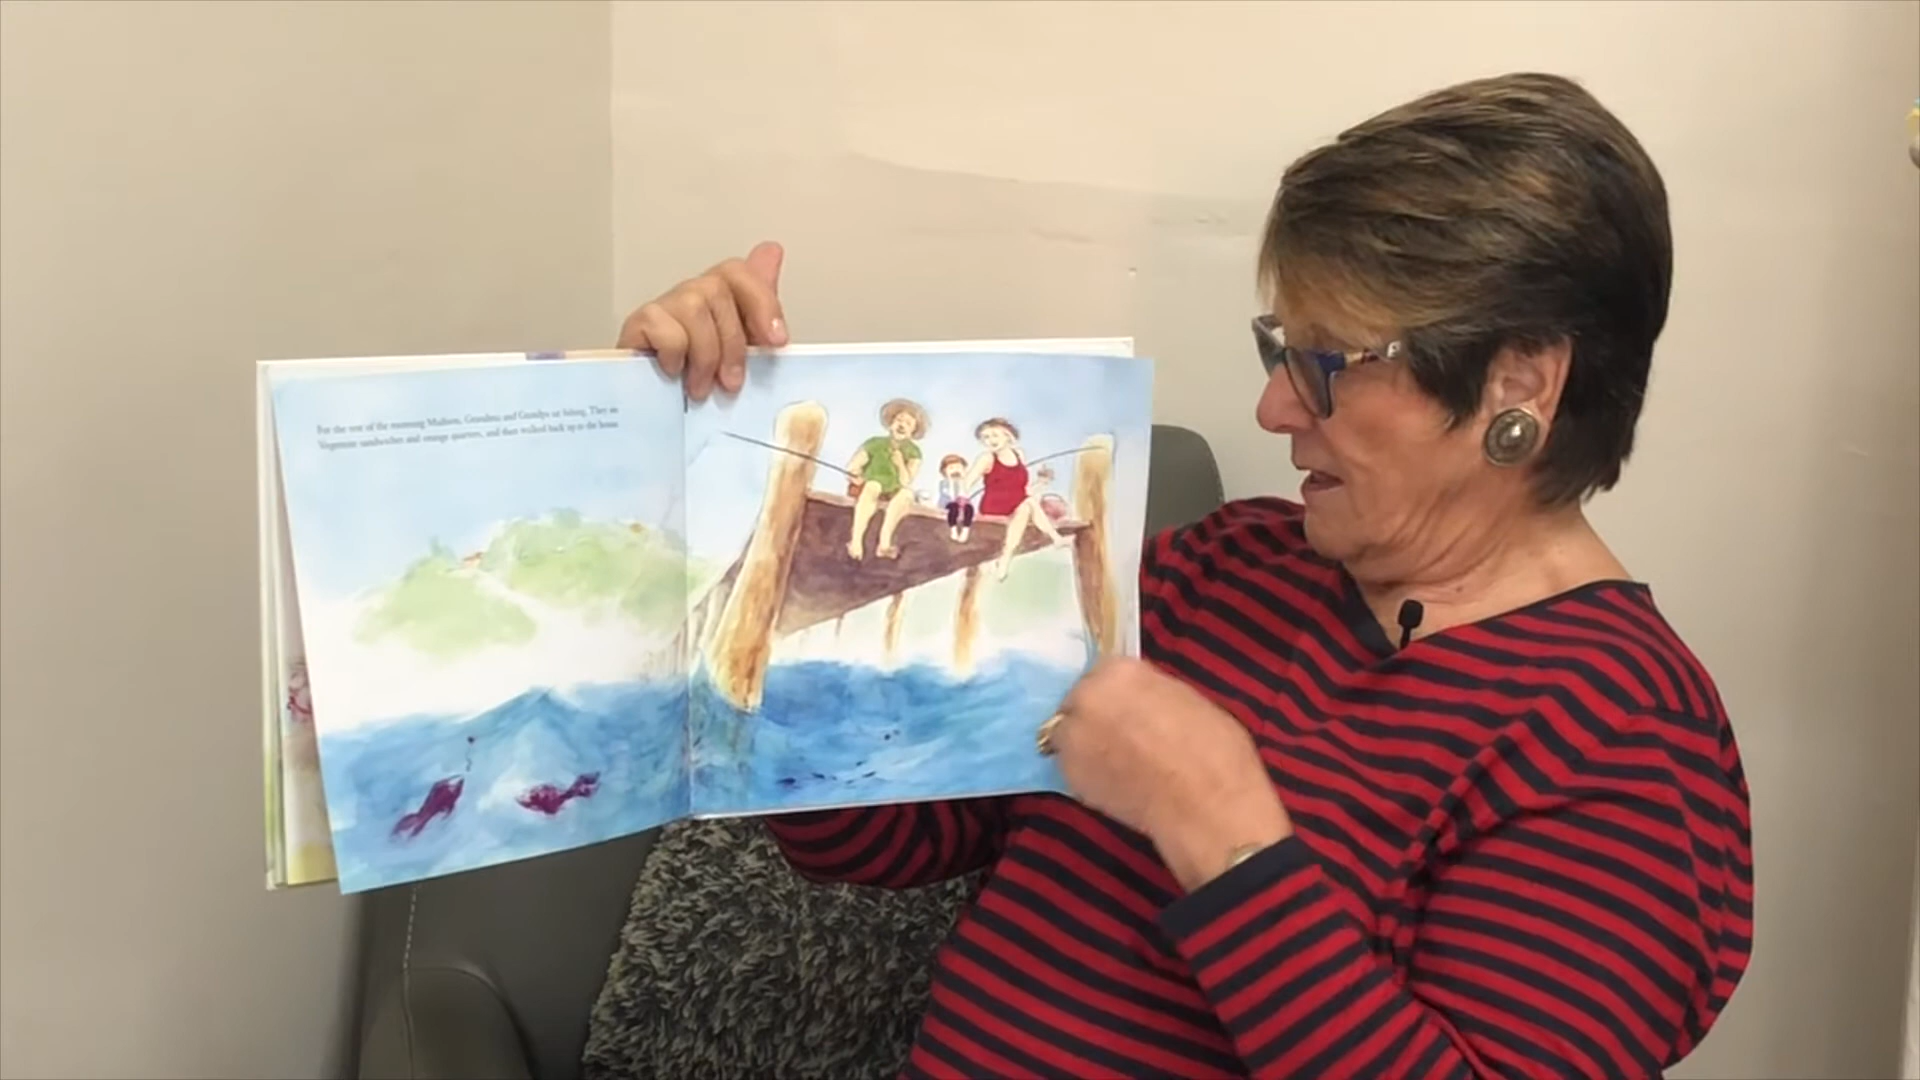 For the rest of the morning Madison, Grandma and Grandpa sat fishing. They ate
Vegemite sandwiches and orange quarters, and then walked back up to the house.